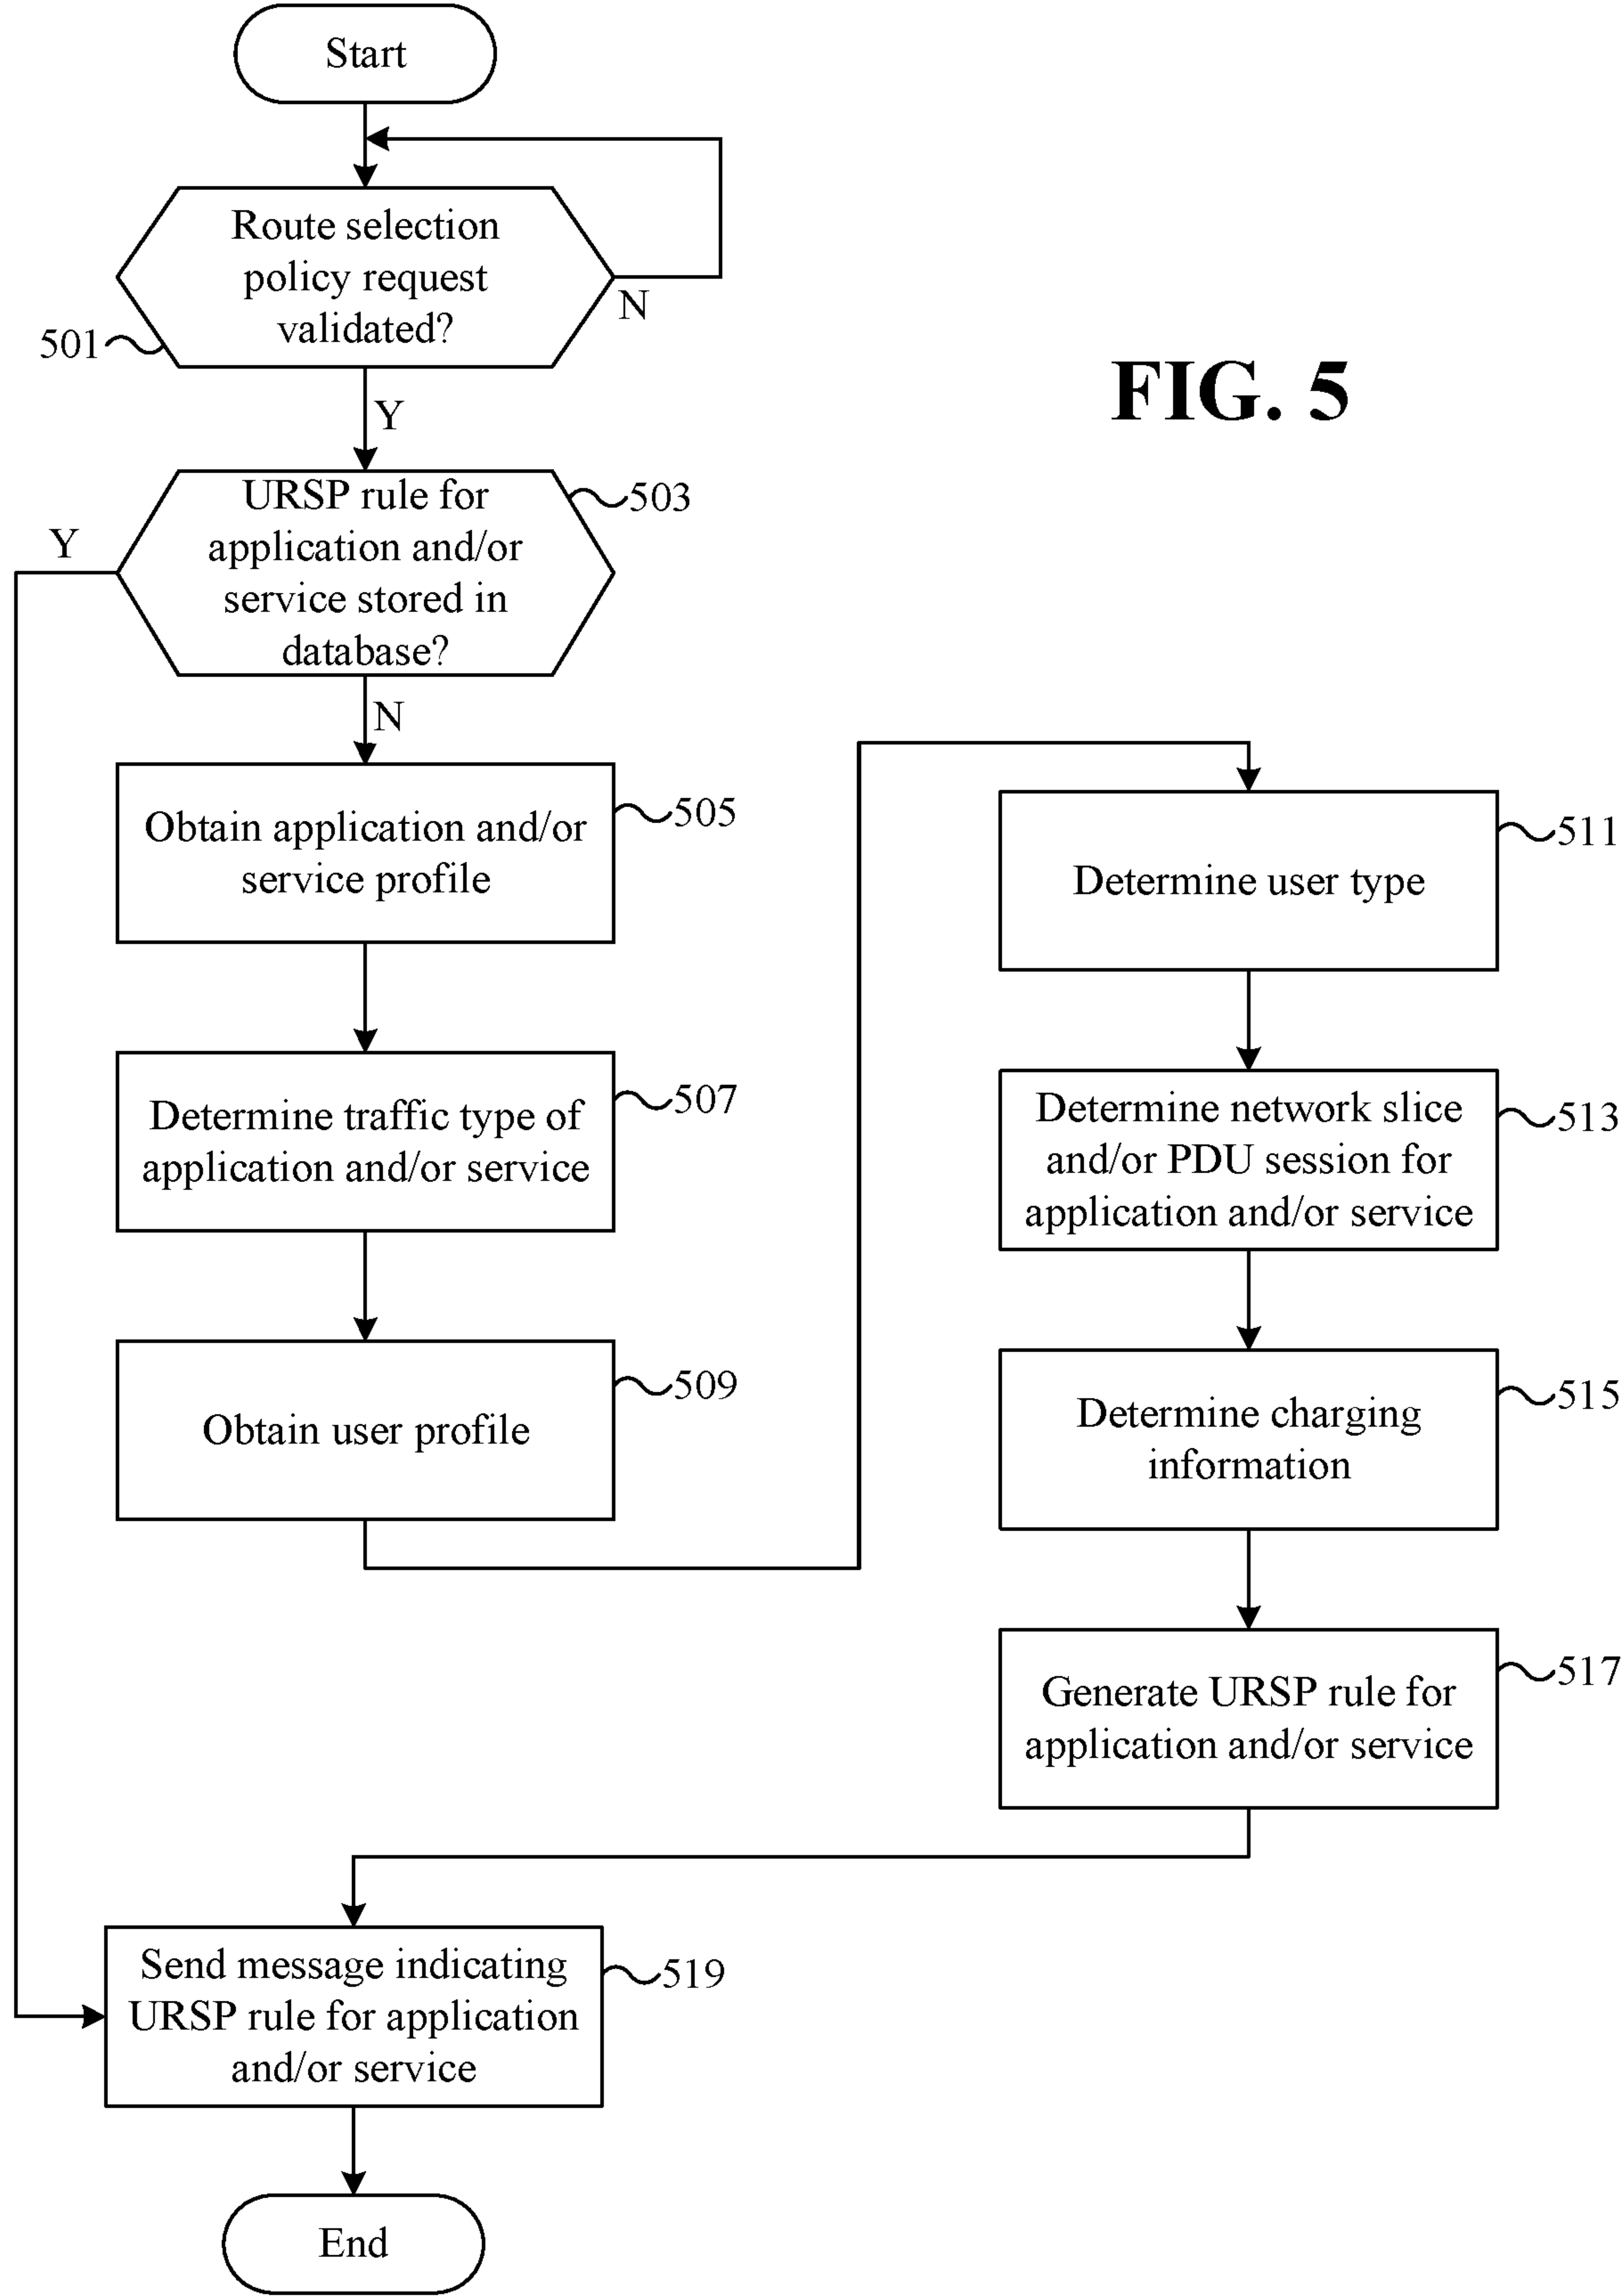 Start
Route selection
policy request
validated?
N
501
Y
FIG. 5
URSP rule for
application and/or
service stored in
database?
503
Y
N
Obtain application and/or
service profile
505
Determine traffic type of
application and/or service
507
Obtain user profile
509
Determine user type
511
Determine network slice
and/or PDU session for
application and/or service
513
Determine charging
information
515
Generate URSP rule for
application and/or service
517
Send message indicating
URSP rule for application
and/or service
519
End